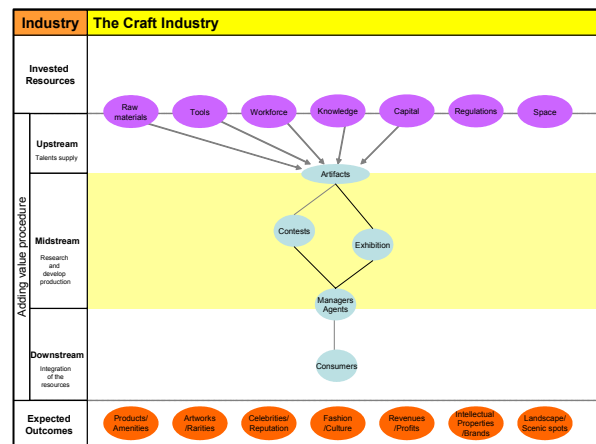 Industry
The Craft Industry
Invested
Resources
Raw
materials
Tools
Workforce
Knowledge
Capital
Regulations
Space
Adding value procedure
Upstream
Talents supply
Artifacts
Midstream
Research
and
develop
production
Contests
Exhibition
Managers
Agents
Downstream
Integration
of the
resources
Consumers
Expected
Outcomes
Products/
Amenities
Artworks
/Rarities
Celebrities/
Reputation
Fashion
/Culture
Revenues
/Profits
Intellectual
Properties
/Brands
Landscape/
Scenic spots